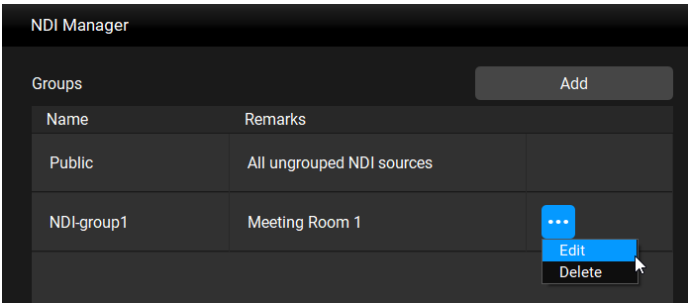 NDI Manager
Groups
Add
Name Remarks
Public All ungrouped NDI sources
NDI-group1 Meeting Room 1
Edit
Delete